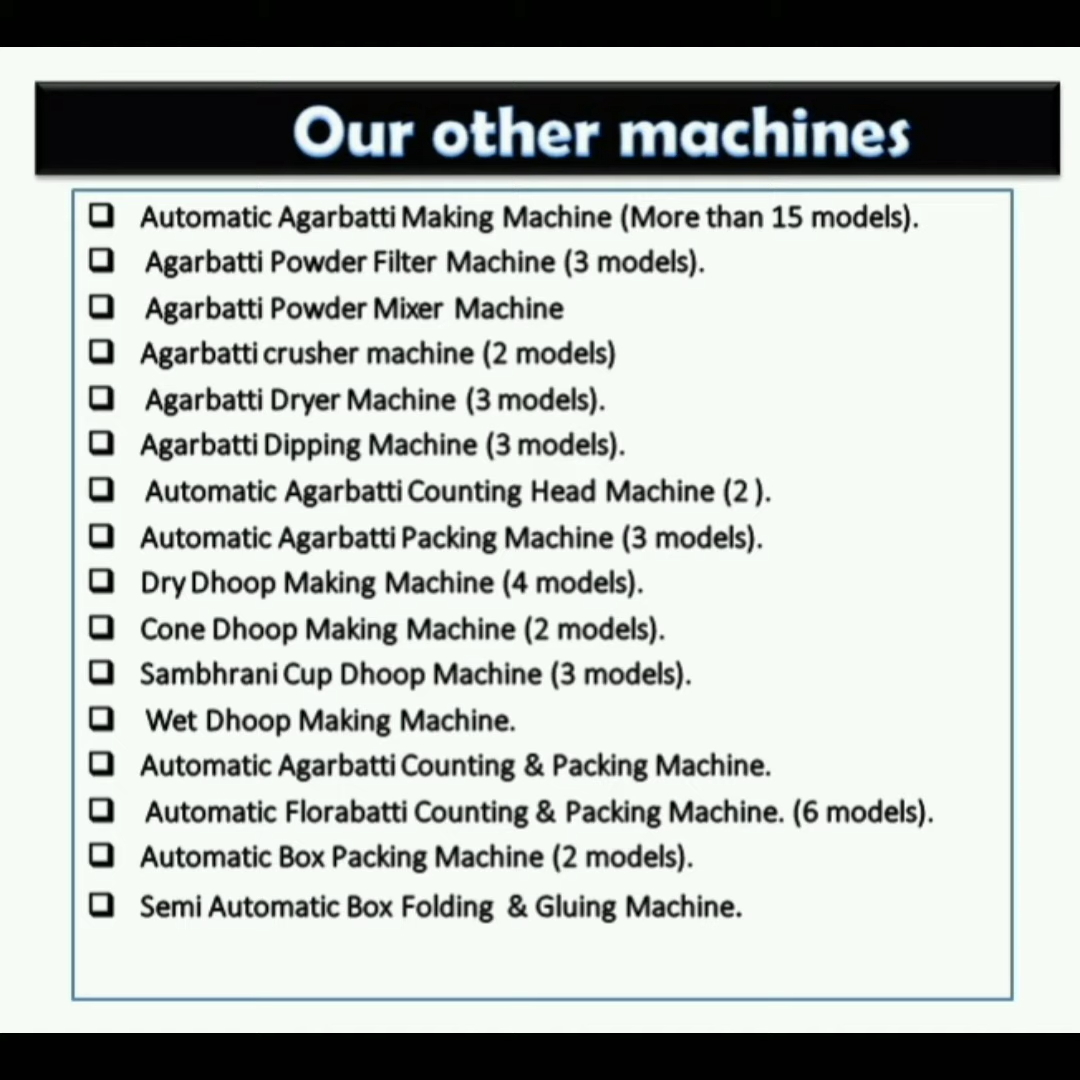 Our other machines
Automatic Agarbatti Making Machine (More than 15 models).
Agarbatti Powder Filter Machine (3 models).
Agarbatti Powder Mixer Machine
Agarbatti crusher machine (2 models)
Agarbatti Dryer Machine (3 models).
Agarbatti Dipping Machine (3 models).
Automatic Agarbatti Counting Head Machine (2 ).
Automatic Agarbatti Packing Machine (3 models).
Dry Dhoop Making Machine (4 models).
Cone Dhoop Making Machine (2 models).
Sambhrani Cup Dhoop Machine (3 models).
Wet Dhoop Making Machine.
Automatic Agarbatti Counting & Packing Machine.
Automatic Florabatti Counting & Packing Machine. (6 models).
Automatic Box Packing Machine (2 models).
Semi Automatic Box Folding & Gluing Machine.